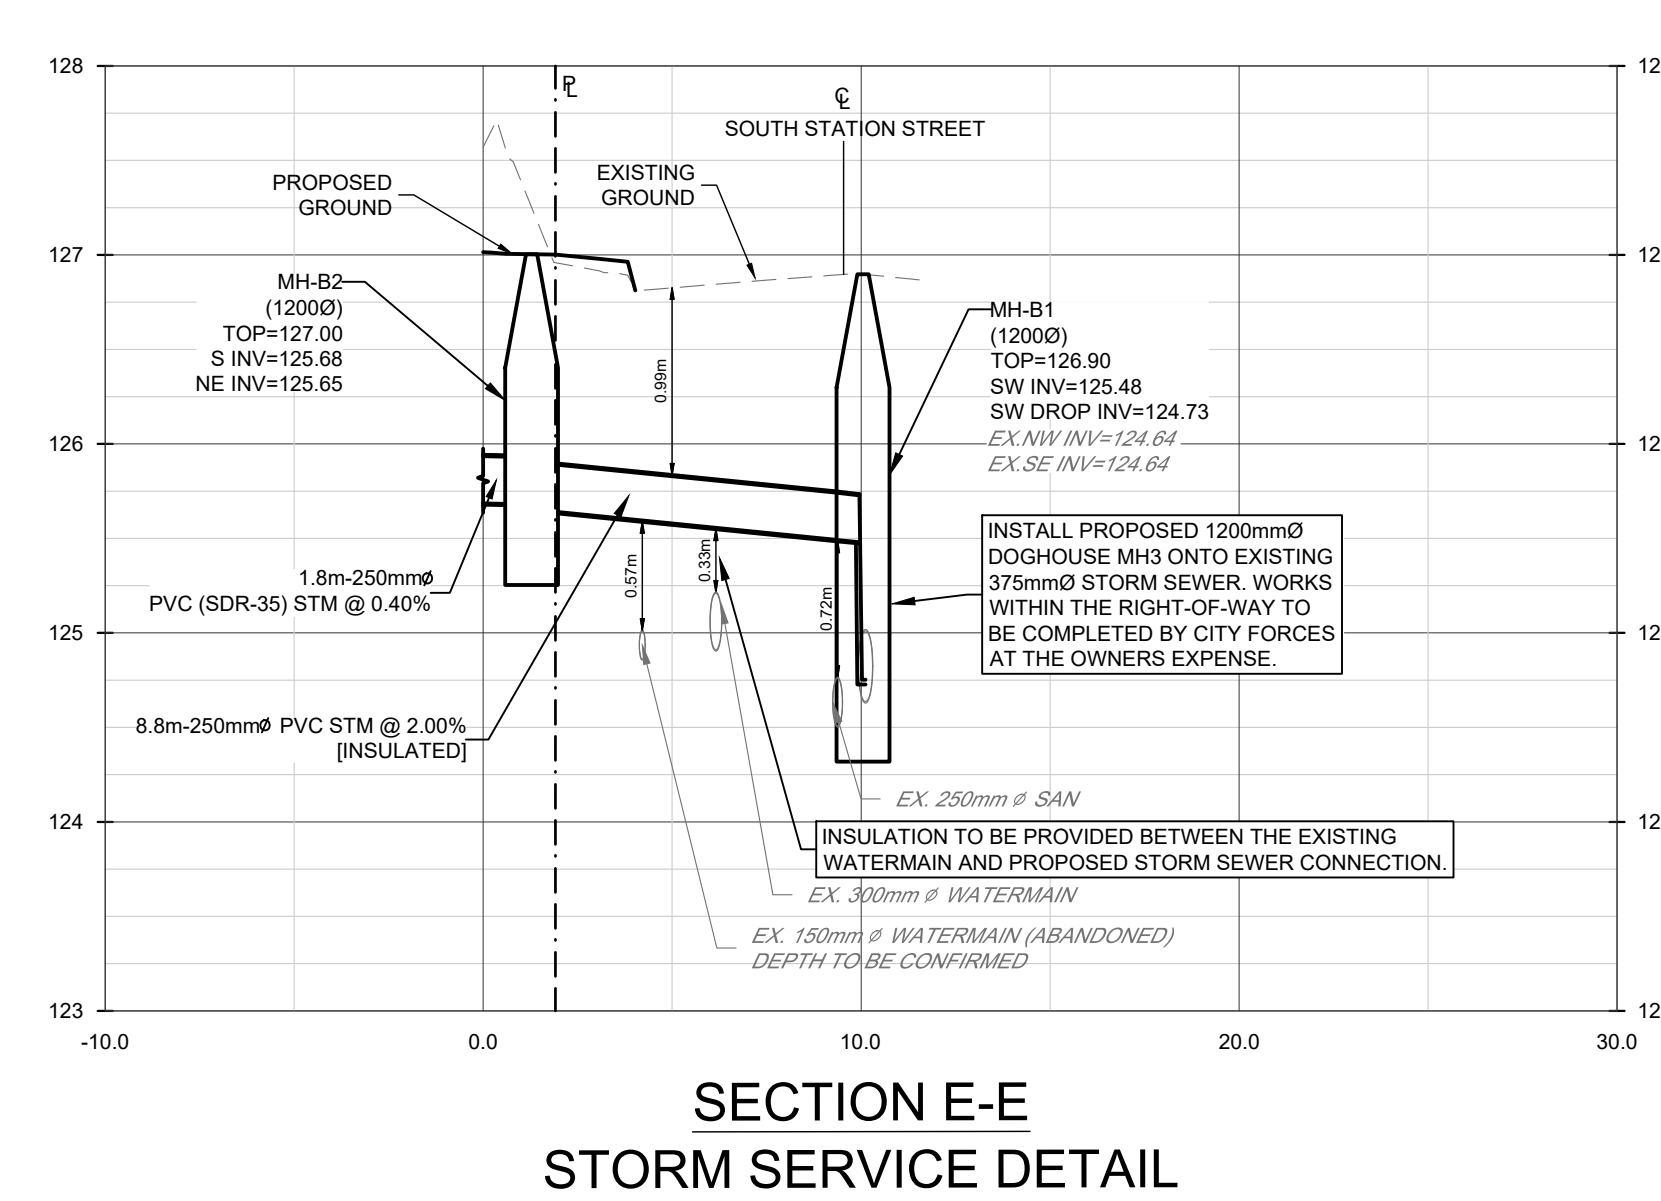 128
12
PL
CL
SOUTH STATION STREET
PROPOSED
GROUND
EXISTING
GROUND
127
12
MH-B2
(1200Ø)
TOP=127.00
S INV=125.68
NE INV=125.65
0.99m
MH-B1
(1200Ø)
TOP=126.90
SW INV=125.48
SW DROP INV=124.73
EX.NW INV=124.64
EX.SE INV=124.64
126
12
INSTALL PROPOSED 1200mmØ
DOGHOUSE MH3 ONTO EXISTING
375mmØ STORM SEWER. WORKS
WITHIN THE RIGHT-OF-WAY TO
BE COMPLETED BY CITY FORCES
AT THE OWNERS EXPENSE.
1.8m-250mmØ
PVC (SDR-35) STM @ 0.40%
0.57m
0.33m
0.72m
125
12
8.8m-250mmØ PVC STM @ 2.00%
[INSULATED]
EX. 250mm Ø SAN
124
12
INSULATION TO BE PROVIDED BETWEEN THE EXISTING
WATERMAIN AND PROPOSED STORM SEWER CONNECTION.
EX. 300mm Ø WATERMAIN
EX. 150mm Ø WATERMAIN (ABANDONED)
DEPTH TO BE CONFIRMED
123
12
-10.0
0.0
10.0
20.0
30.0
SECTION E-E
STORM SERVICE DETAIL